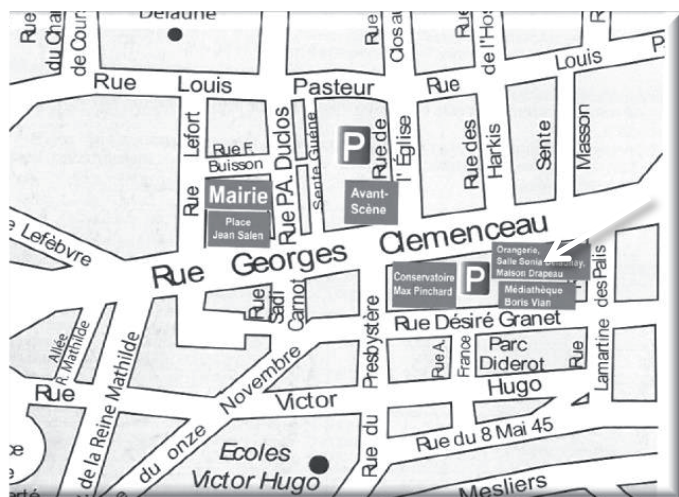 Delaune
Rue
du Cha
de Cour
Rue
Clos au
Rue
de l'Hos
R
Louis
P
Rue Louis Pasteur Rue
Rue Lefort
Rue F.
Buisson
Rue P.A. Duclos
Sente Guène
P
Rue de l'Église
Rue des Harkis
Sente
Masson
Mairie
Place
Jean Salen
Avant-
Scène
e Lefèbvre
Rue Georges Clemenceau
Orangerie,
Salle Sonia Delaunay,
Maison Drapeau
Conservatoire
Max Pinchard
P
Médiathèque
Boris Vian
des Palis
Rue
Sadi
Carnot
Presbystère
Rue Désiré Granet
Allée
R. Mathilde
Rue A.
France
Parc
Diderot
Rue
Lamartine
Rue
de la Reine Mathilde
Novembre
Victor
Hugo
du onze
Rue du
Rue du 8 Mai 45
Ecoles
Victor Hugo
Mesliers